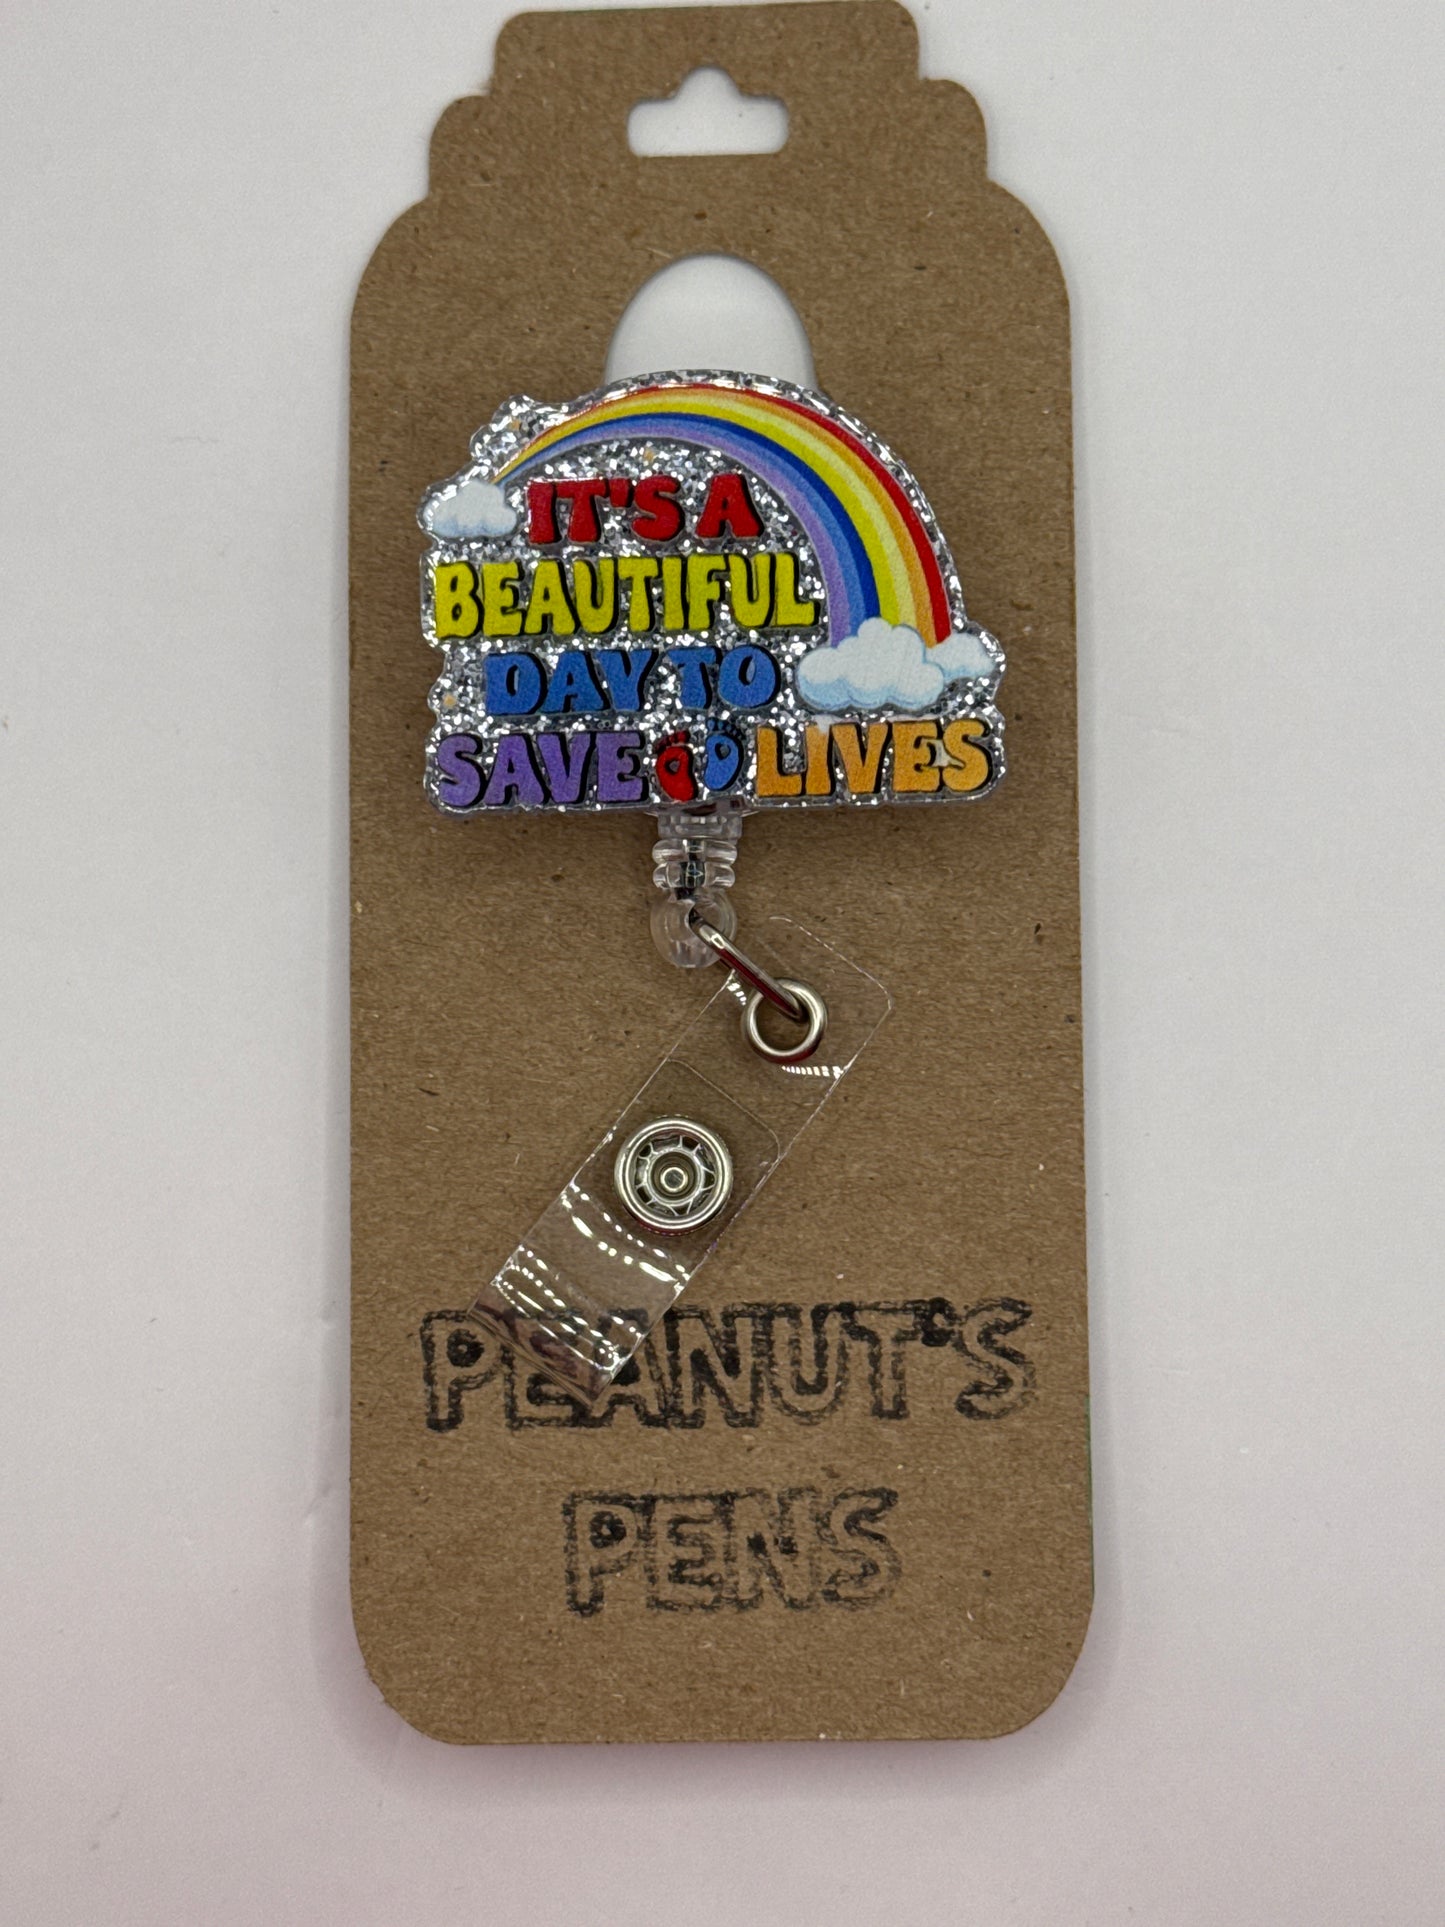 IT'S A
BEAUTIFUL
DAY TO
SAVE LIVES
PEANUT'S
PENS